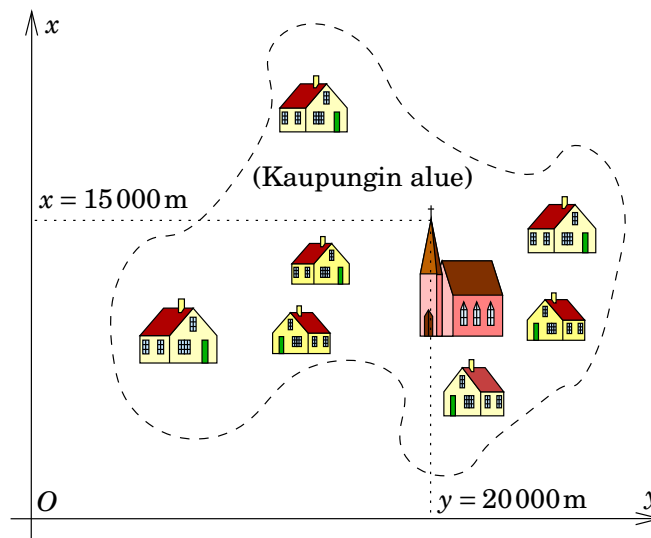 x
(Kaupungin alue)
x = 15 000 m
O
y = 20 000 m
y